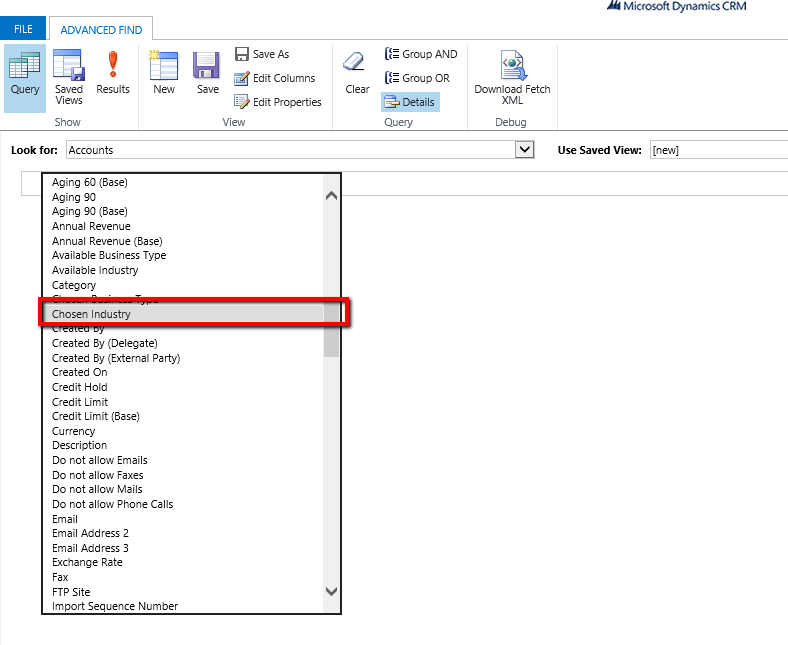 Microsoft Dynamics CRM
FILE
ADVANCED FIND
Query
Saved
Views
Results
New
Save
Save As
Edit Columns
Edit Properties
Clear
Group AND
Group OR
Details
Download Fetch
XML
Show
View
Query
Debug
Look for:
Accounts
Use Saved View:
[new]
Aging 60 (Base)
Aging 90
Aging 90 (Base)
Annual Revenue
Annual Revenue (Base)
Available Business Type
Available Industry
Category
Chosen Business Type
Chosen Industry
Created By
Created By (Delegate)
Created By (External Party)
Created On
Credit Hold
Credit Limit
Credit Limit (Base)
Currency
Description
Do not allow Emails
Do not allow Faxes
Do not allow Mails
Do not allow Phone Calls
Email
Email Address 2
Email Address 3
Exchange Rate
Fax
FTP Site
Import Sequence Number